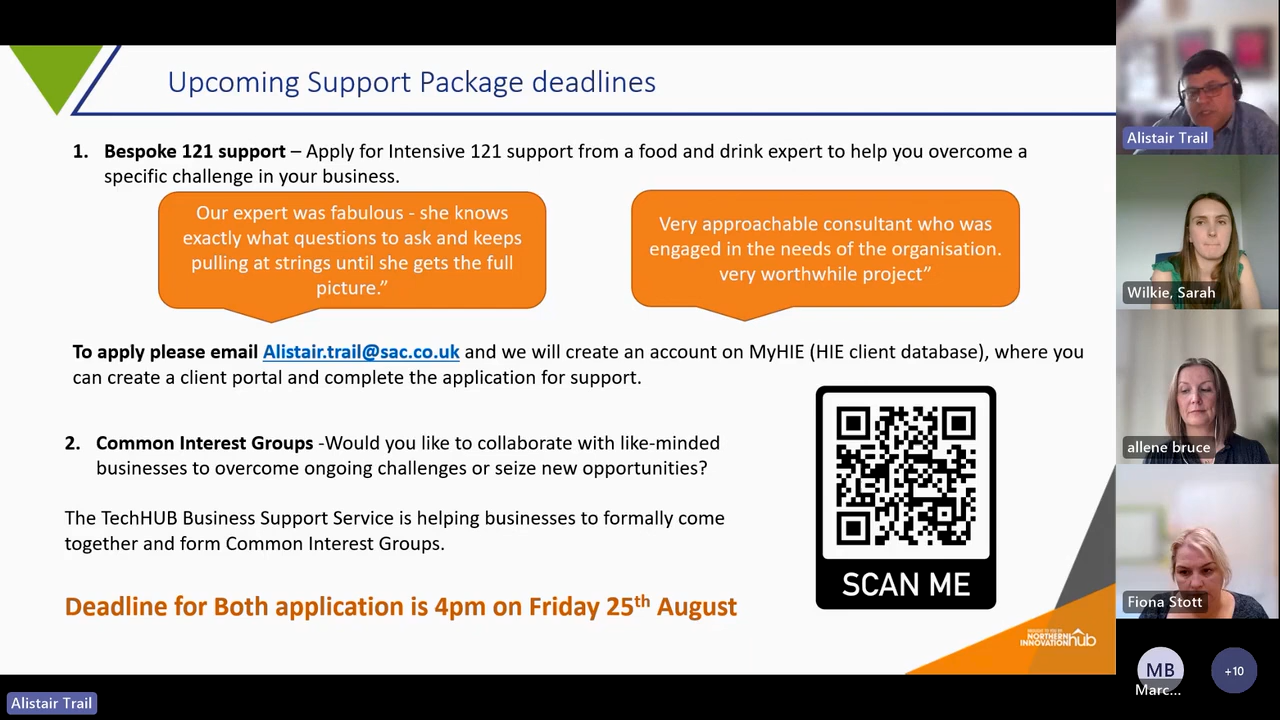 Upcoming Support Package deadlines
1. Bespoke 121 support – Apply for Intensive 121 support from a food and drink expert to help you overcome a
specific challenge in your business.
Our expert was fabulous - she knows
exactly what questions to ask and keeps
pulling at strings until she gets the full
picture.”
Very approachable consultant who was
engaged in the needs of the organisation.
very worthwhile project”
To apply please email Alistair.trail@sac.co.uk and we will create an account on MyHIE (HIE client database), where you
can create a client portal and complete the application for support.
2. Common Interest Groups -Would you like to collaborate with like-minded
businesses to overcome ongoing challenges or seize new opportunities?
The TechHUB Business Support Service is helping businesses to formally come
together and form Common Interest Groups.
Deadline for Both application is 4pm on Friday 25th August
SCAN ME
BROUGHT TO YOU BY
NORTHERN
INNOVATION hub
Alistair Trail
Wilkie, Sarah
allene bruce
Fiona Stott
MB
Marc...
+10
Alistair Trail